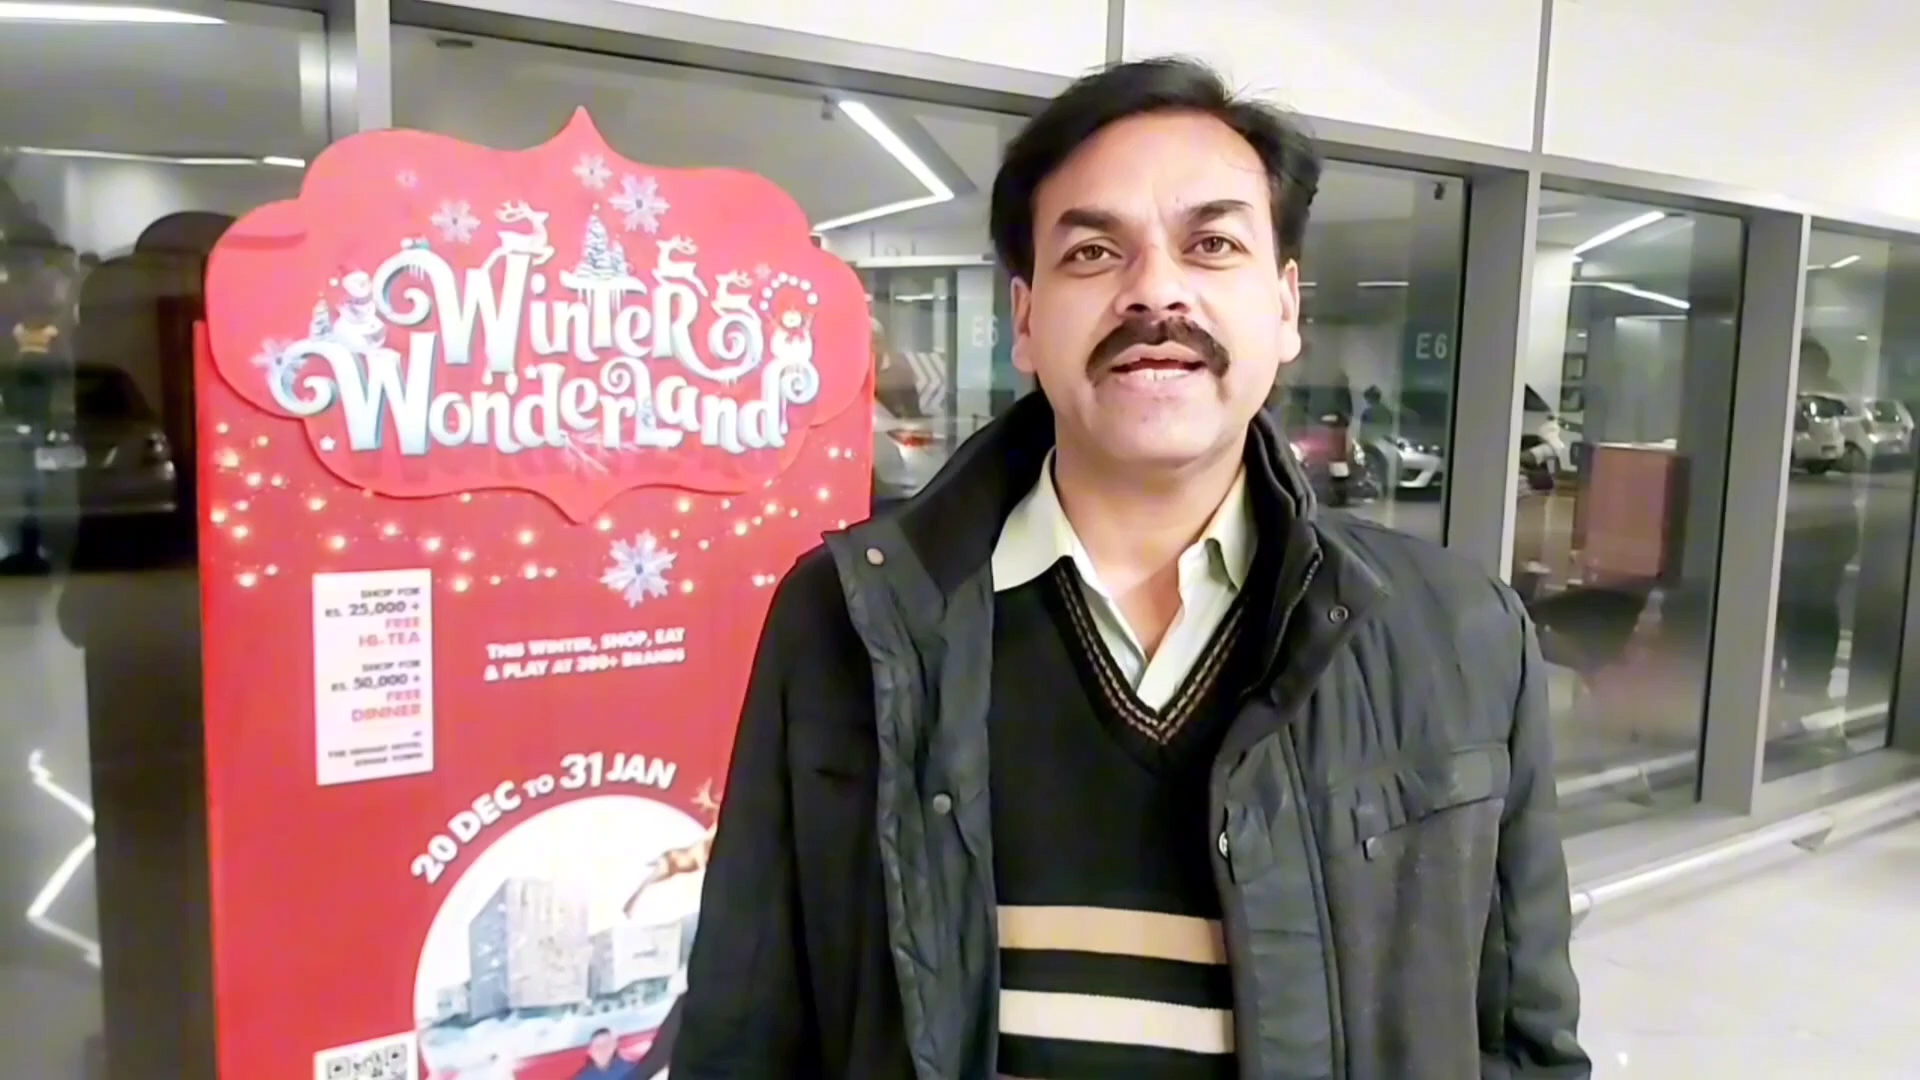 Winter
Wonderland
SHOP FOR
RS. 25,000 +
FREE
HI-TEA
SHOP FOR
RS. 50,000 +
FREE
DINNER
THIS WINTER, SHOP, EAT
& PLAY AT 300+ BRANDS
20 DEC TO 31 JAN
E6
E6